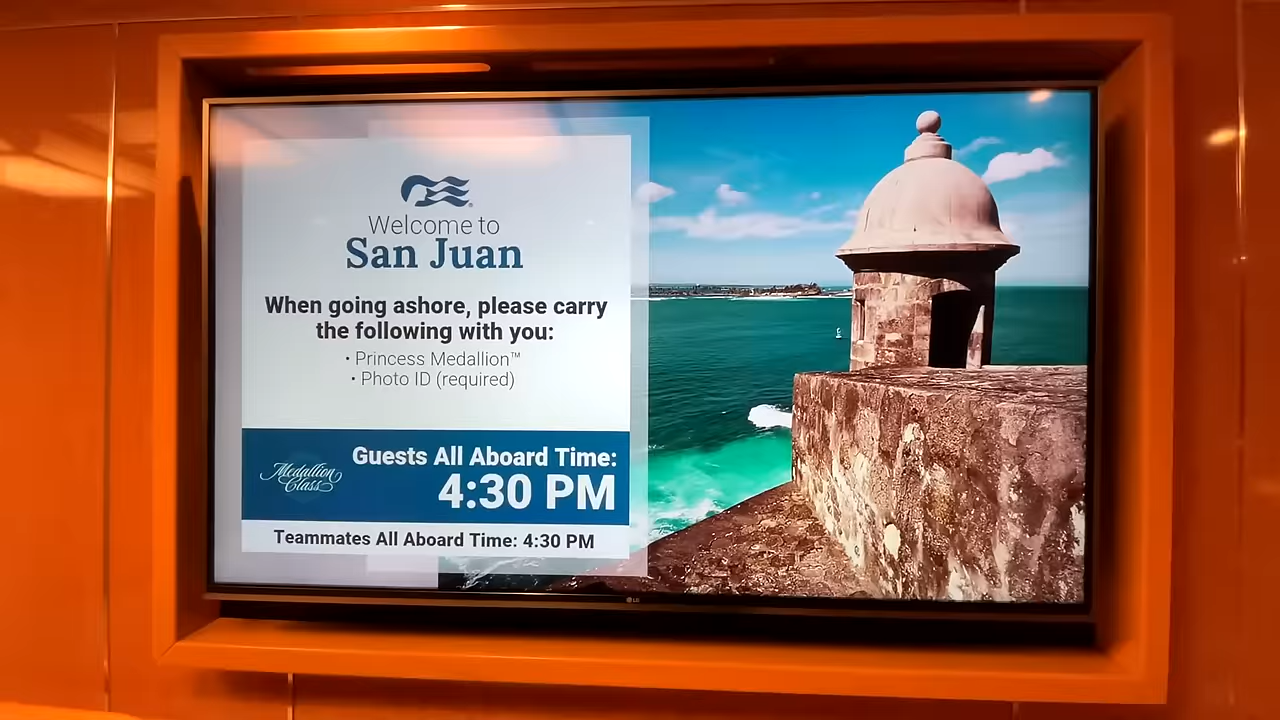 Welcome to
San Juan
When going ashore, please carry
the following with you:
• Princess Medallion™
• Photo ID (required)
Medallion
Class
Guests All Aboard Time:
4:30 PM
Teammates All Aboard Time: 4:30 PM
LG